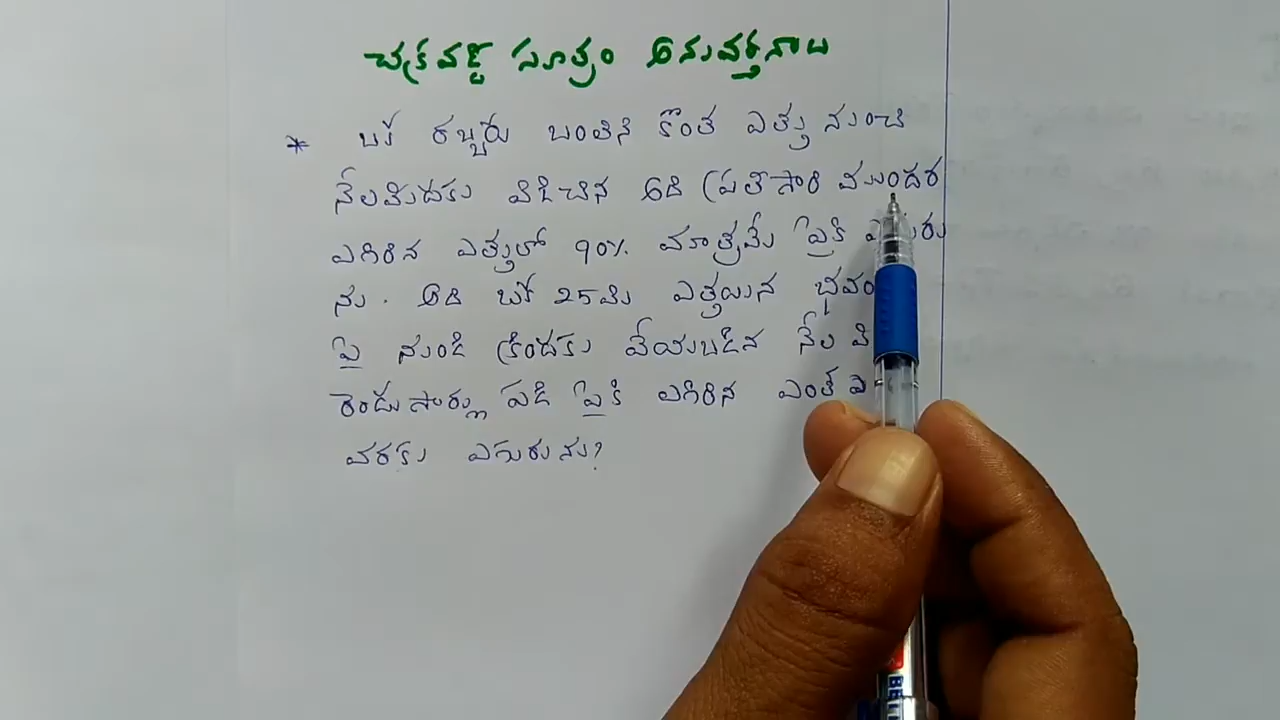 చక్రవడ్డీ సూత్రం అనువర్తనాలు
* ఒక రబ్బరు బంతిని కొంత ఎత్తు నుంచి
నేలమీదకు విడిచిన అది ప్రతిసారి ముందర
ఎగిరిన ఎత్తులో 90% మాత్రమే పైకి
ను. అది ఒక 25మీ ఎత్తయిన
పై నుండి క్రిందకు వేయబడిన నేల
రెండుసార్లు పడి పైకి ఎగిరిన ఎంత
వరకు ఎగురును?